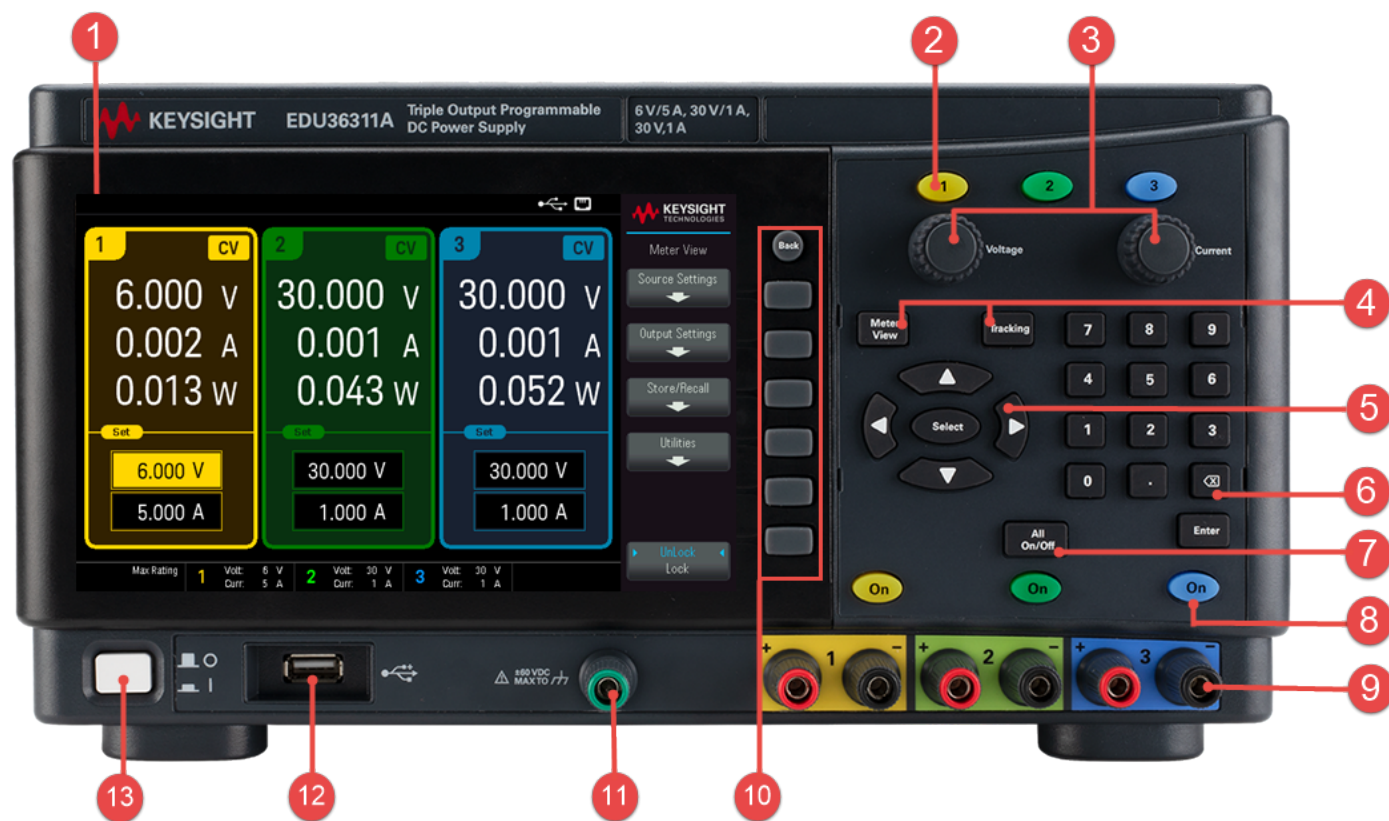 1
2
3
KEYSIGHT EDU36311A Triple Output Programmable DC Power Supply 6 V/5 A, 30 V/1 A, 30 V,1 A
1 2 3
KEYSIGHT
TECHNOLOGIES
1 CV 2 CV 3 CV
Meter View
Back
Voltage
Current
6.000 V 30.000 V 30.000 V
0.002 A 0.001 A 0.001 A
0.013 W 0.043 W 0.052 W
Set Set Set
6.000 V 30.000 V 30.000 V
5.000 A 1.000 A 1.000 A
Source Settings
Output Settings
Store/Recall
Utilities
UnLock
Lock
Max Rating 1 Volt: 6 V 2 Volt: 30 V 3 Volt: 30 V
Curr: 5 A Curr: 1 A Curr: 1 A
4
Meter
View
Tracking
7 8 9
4 5 6
Select
5
1 2 3
0 .
6
All
On/Off
Enter
7
On On On
8
±60 VDC
MAX TO
+ 1 −
+ 2 −
+ 3 −
9
13
12
11
10